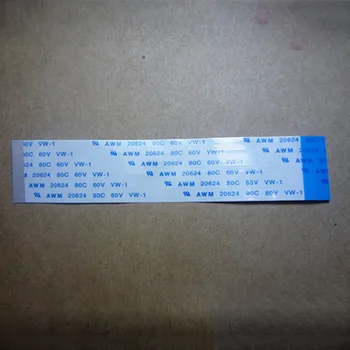 60V VW-1 AWM 20624 80C 60V VW-1 AWM 20624 80C
80C 60V VW-1 AWM 20624 80C 60V VW-1 AWM
20624 80C 60V VW-1 AWM 20624 80C 60V VW-1
AWM 20624 80C 60V VW-1 AWM 20624 80C 60V VW-1
AWM 20624 80C 60V VW-1 AWM 20624 80C 60V VW-1
VW-1 AWM 20624 80C 60V VW-1 AWM 20624 80C 60V